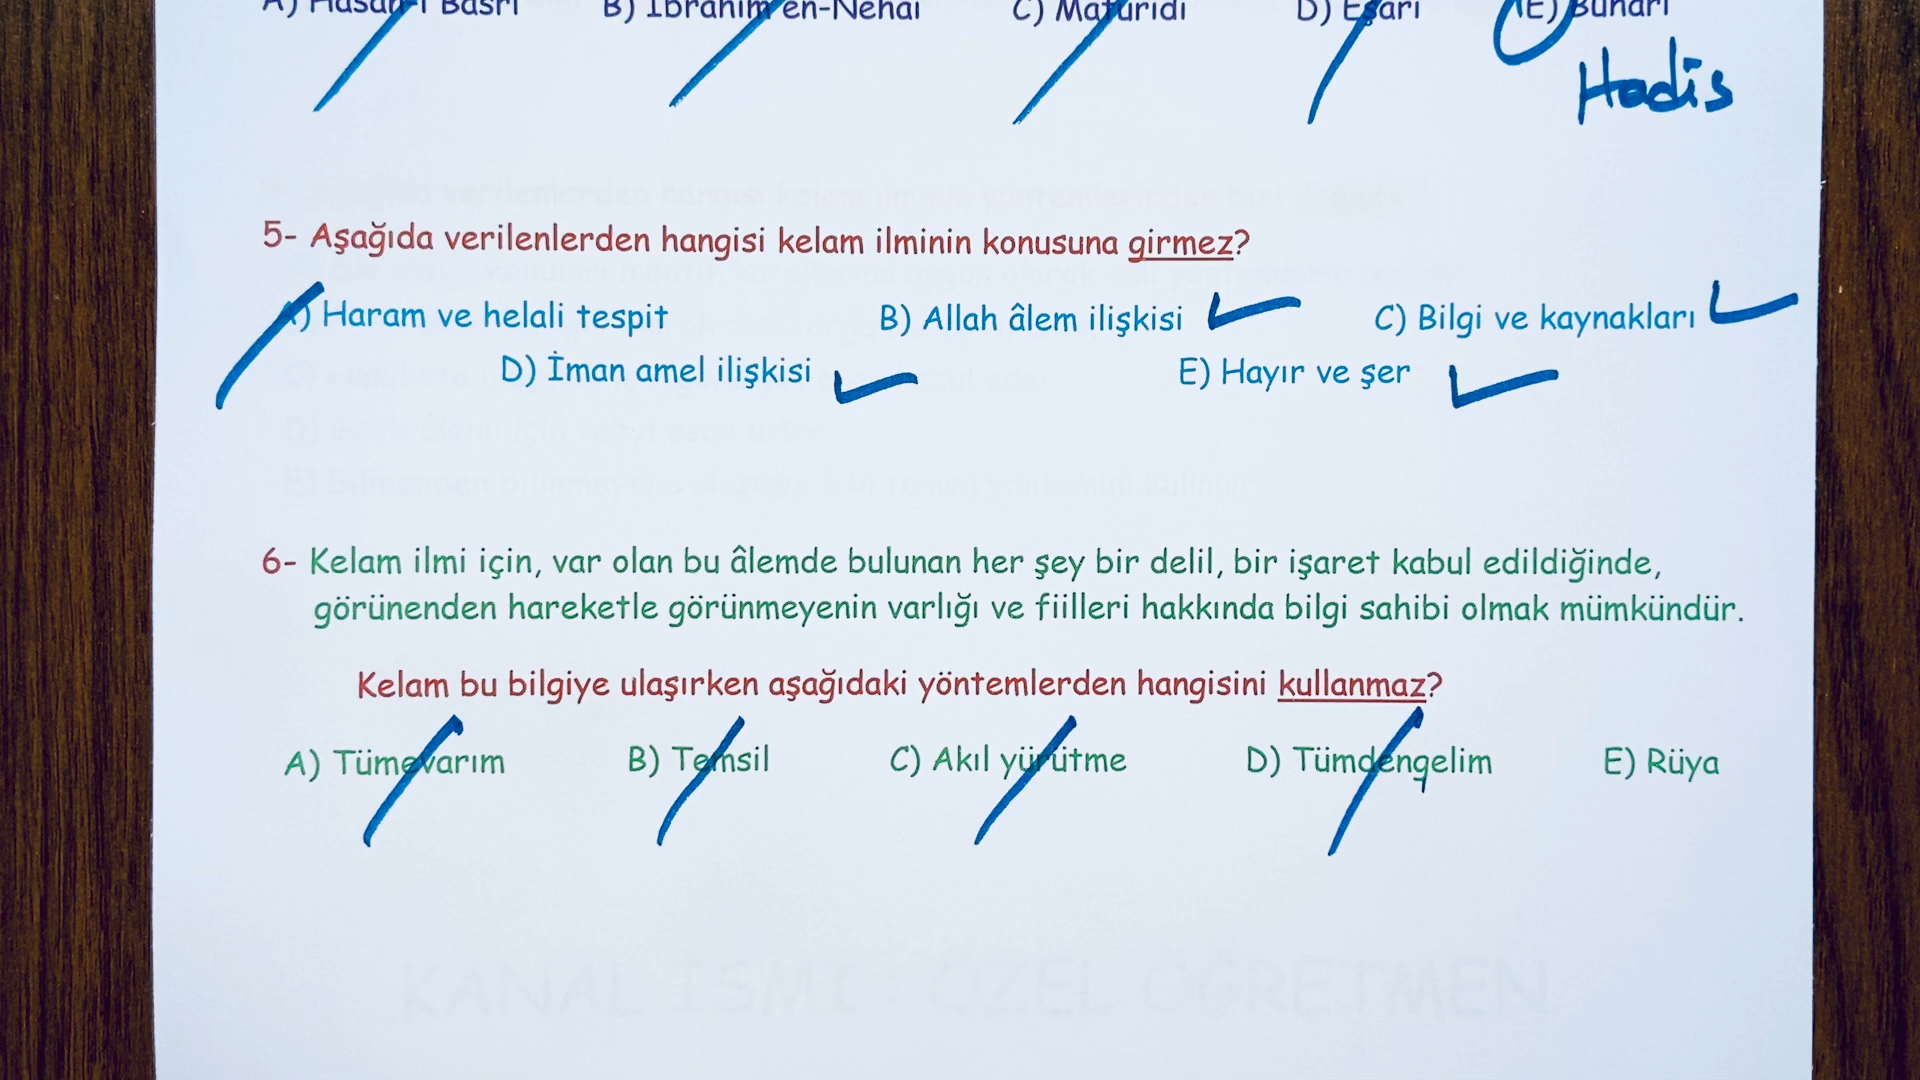 A) Hasan-ı Basri B) İbrahim en-Nehai C) Maturidi D) Eşari E) Buhari
Hadis
5- Aşağıda verilenlerden hangisi kelam ilminin konusuna girmez?
A) Haram ve helali tespit B) Allah âlem ilişkisi C) Bilgi ve kaynakları
D) İman amel ilişkisi E) Hayır ve şer
6- Kelam ilmi için, var olan bu âlemde bulunan her şey bir delil, bir işaret kabul edildiğinde,
görünenden hareketle görünmeyenin varlığı ve fiilleri hakkında bilgi sahibi olmak mümkündür.
Kelam bu bilgiye ulaşırken aşağıdaki yöntemlerden hangisini kullanmaz?
A) Tümevarım B) Temsil C) Akıl yürütme D) Tümdengelim E) Rüya
KANAL İSMİ : ÖZEL ÖĞRETMEN